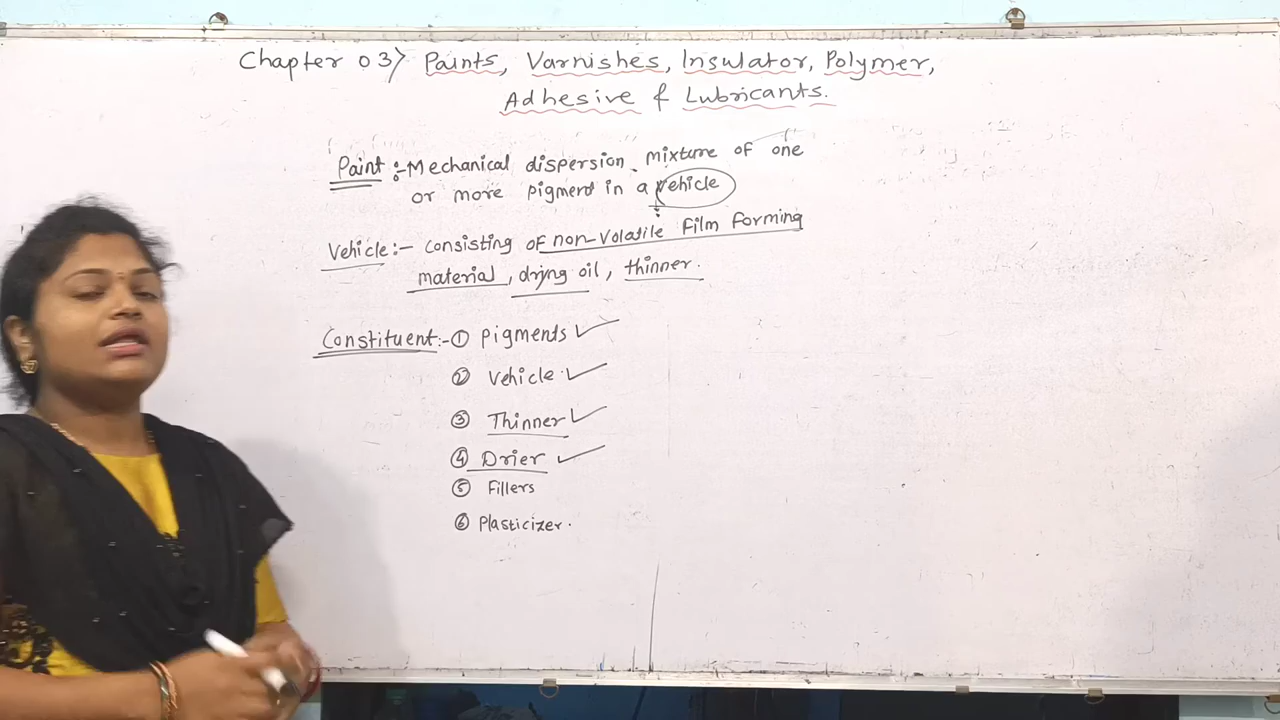 Chapter 03> Paints, Varnishes, Insulator, Polymer,
Adhesive & Lubricants.
Paint :- Mechanical dispersion mixture of one
or more pigment in a vehicle
Vehicle :- consisting of non-volatile film forming
material, drying oil, thinner.
Constituent :- ① Pigments ✓
② Vehicle ✓
③ Thinner ✓
④ Drier ✓
⑤ Fillers
⑥ Plasticizer.